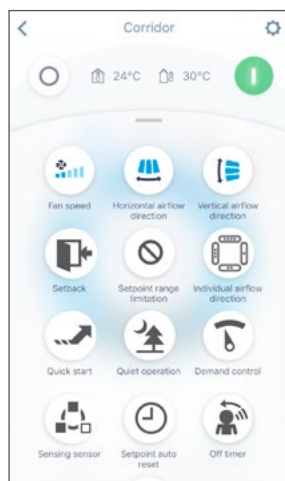 Corridor
24°C 30°C
Fan speed Horizontal airflow Vertical airflow
direction direction
Setback Setpoint range Individual airflow
limitation direction
Quick start Quiet operation Demand control
Sensing sensor Setpoint auto Off timer
reset